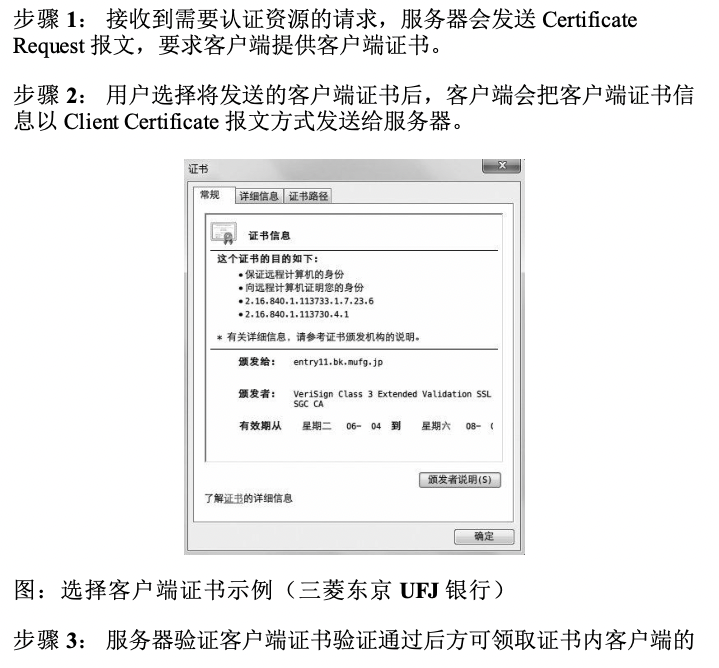 步骤 1： 接收到需要认证资源的请求，服务器会发送 Certificate
Request 报文，要求客户端提供客户端证书。
步骤 2： 用户选择将发送的客户端证书后，客户端会把客户端证书信
息以 Client Certificate 报文方式发送给服务器。
证书
常规 详细信息 证书路径
证书信息
这个证书的目的如下：
•保证远程计算机的身份
•向远程计算机证明您的身份
•2.16.840.1.113733.1.7.23.6
•2.16.840.1.113730.4.1
* 有关详细信息，请参考证书颁发机构的说明。
颁发给： entry11.bk.mufg.jp
颁发者： VeriSign Class 3 Extended Validation SSL
SGC CA
有效期从 星期二 06- 04 到 星期六 08-
颁发者说明(S)
了解证书的详细信息
确定
图：选择客户端证书示例（三菱东京 UFJ 银行）
步骤 3： 服务器验证客户端证书验证通过后方可领取证书内客户端的